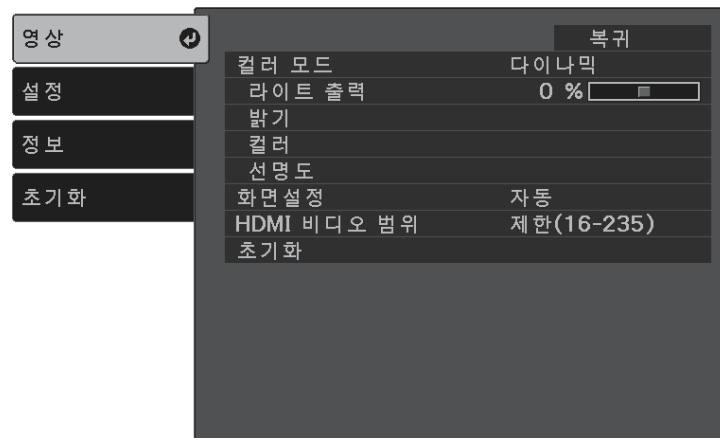 영상
설정
정보
초기화
복귀
컬러 모드 다이나믹
라이트 출력 0 %
밝기
컬러
선명도
화면설정 자동
HDMI 비디오 범위 제한(16-235)
초기화